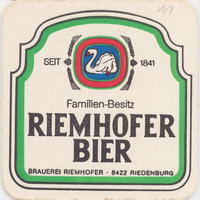 SEIT 1841
Familien-Besitz
RIEMHOFER
BIER
BRAUEREI RIEMHOFER · 8422 RIEDENBURG